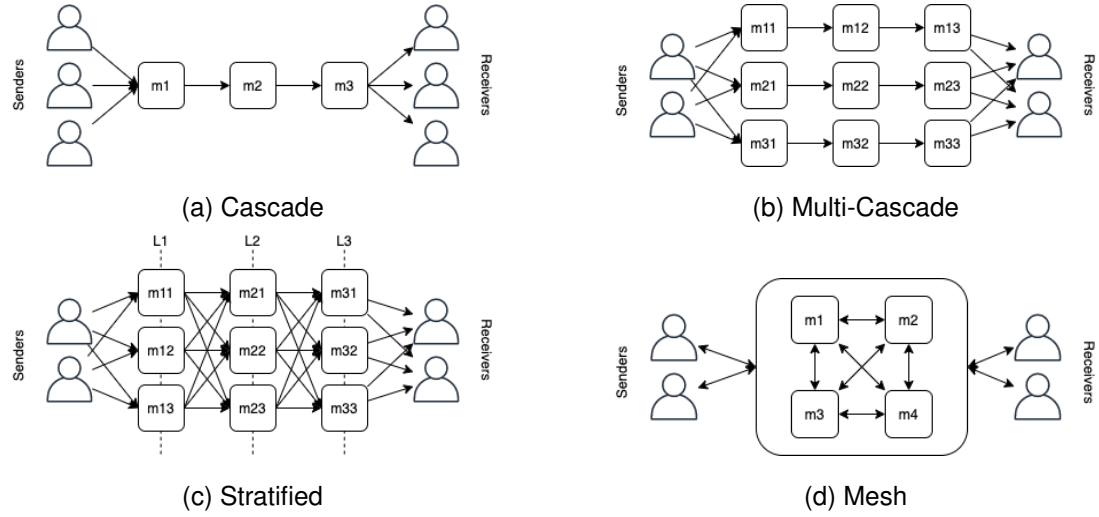 Senders
m1
m2
m3
Receivers
(a) Cascade
Senders
m11
m12
m13
m21
m22
m23
m31
m32
m33
Receivers
(b) Multi-Cascade
L1
L2
L3
Senders
m11
m21
m31
m12
m22
m32
m13
m23
m33
Receivers
(c) Stratified
Senders
m1
m2
m3
m4
Receivers
(d) Mesh